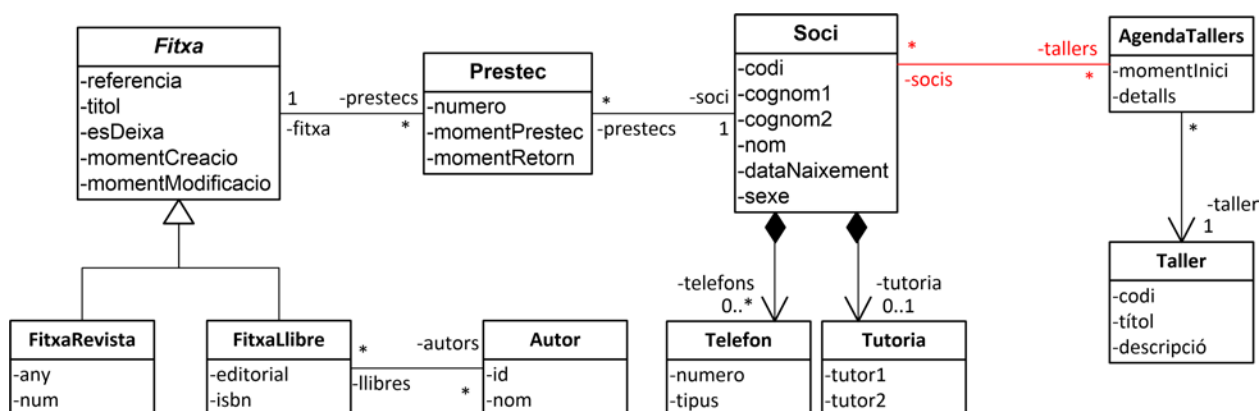 Fitxa
-referencia
-titol
-esDeixa
-momentCreacio
-momentModificacio
1
-fitxa
-prestecs
*
Prestec
-numero
-momentPrestec
-momentRetorn
*
-prestecs
-soci
1
Soci
-codi
-cognom1
-cognom2
-nom
-dataNaixement
-sexe
*
-socis
-tallers
*
AgendaTallers
-momentInici
-detalls
*
-taller
1
Taller
-codi
-títol
-descripció
-telefons
0..*
-tutoria
0..1
FitxaRevista
-any
-num
FitxaLlibre
-editorial
-isbn
*
-llibres
-autors
*
Autor
-id
-nom
Telefon
-numero
-tipus
Tutoria
-tutor1
-tutor2